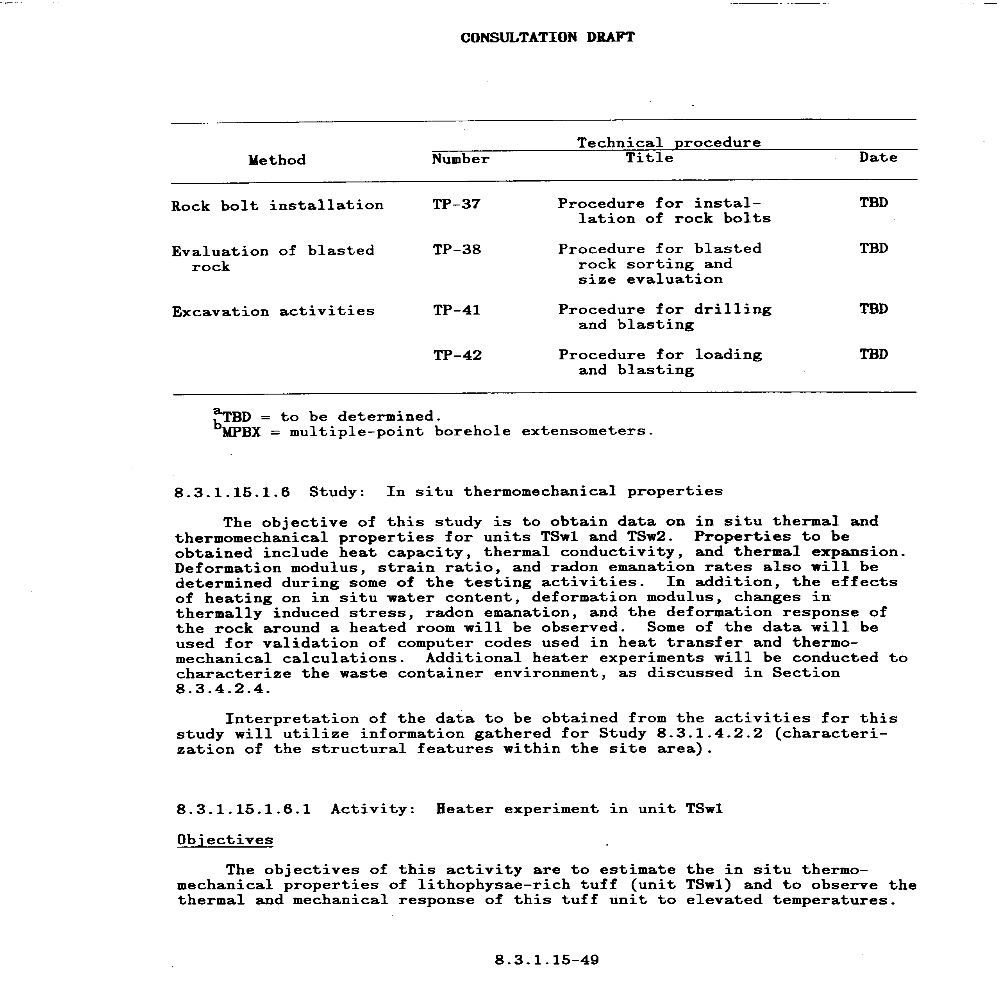 CONSULTATION DRAFT
Technical procedure
Method Number Title Date
Rock bolt installation TP-37 Procedure for instal- TBD
lation of rock bolts
Evaluation of blasted TP-38 Procedure for blasted TBD
rock rock sorting and
size evaluation
Excavation activities TP-41 Procedure for drilling TBD
and blasting
TP-42 Procedure for loading TBD
and blasting
aTBD = to be determined.
bMPBX = multiple-point borehole extensometers.
8.3.1.15.1.6 Study: In situ thermomechanical properties
The objective of this study is to obtain data on in situ thermal and
thermomechanical properties for units TSw1 and TSw2. Properties to be
obtained include heat capacity, thermal conductivity, and thermal expansion.
Deformation modulus, strain ratio, and radon emanation rates also will be
determined during some of the testing activities. In addition, the effects
of heating on in situ water content, deformation modulus, changes in
thermally induced stress, radon emanation, and the deformation response of
the rock around a heated room will be observed. Some of the data will be
used for validation of computer codes used in heat transfer and thermo-
mechanical calculations. Additional heater experiments will be conducted to
characterize the waste container environment, as discussed in Section
8.3.4.2.4.
Interpretation of the data to be obtained from the activities for this
study will utilize information gathered for Study 8.3.1.4.2.2 (characteri-
zation of the structural features within the site area).
8.3.1.15.1.6.1 Activity: Heater experiment in unit TSw1
Objectives
The objectives of this activity are to estimate the in situ thermo-
mechanical properties of lithophysae-rich tuff (unit TSw1) and to observe the
thermal and mechanical response of this tuff unit to elevated temperatures.
8.3.1.15-49